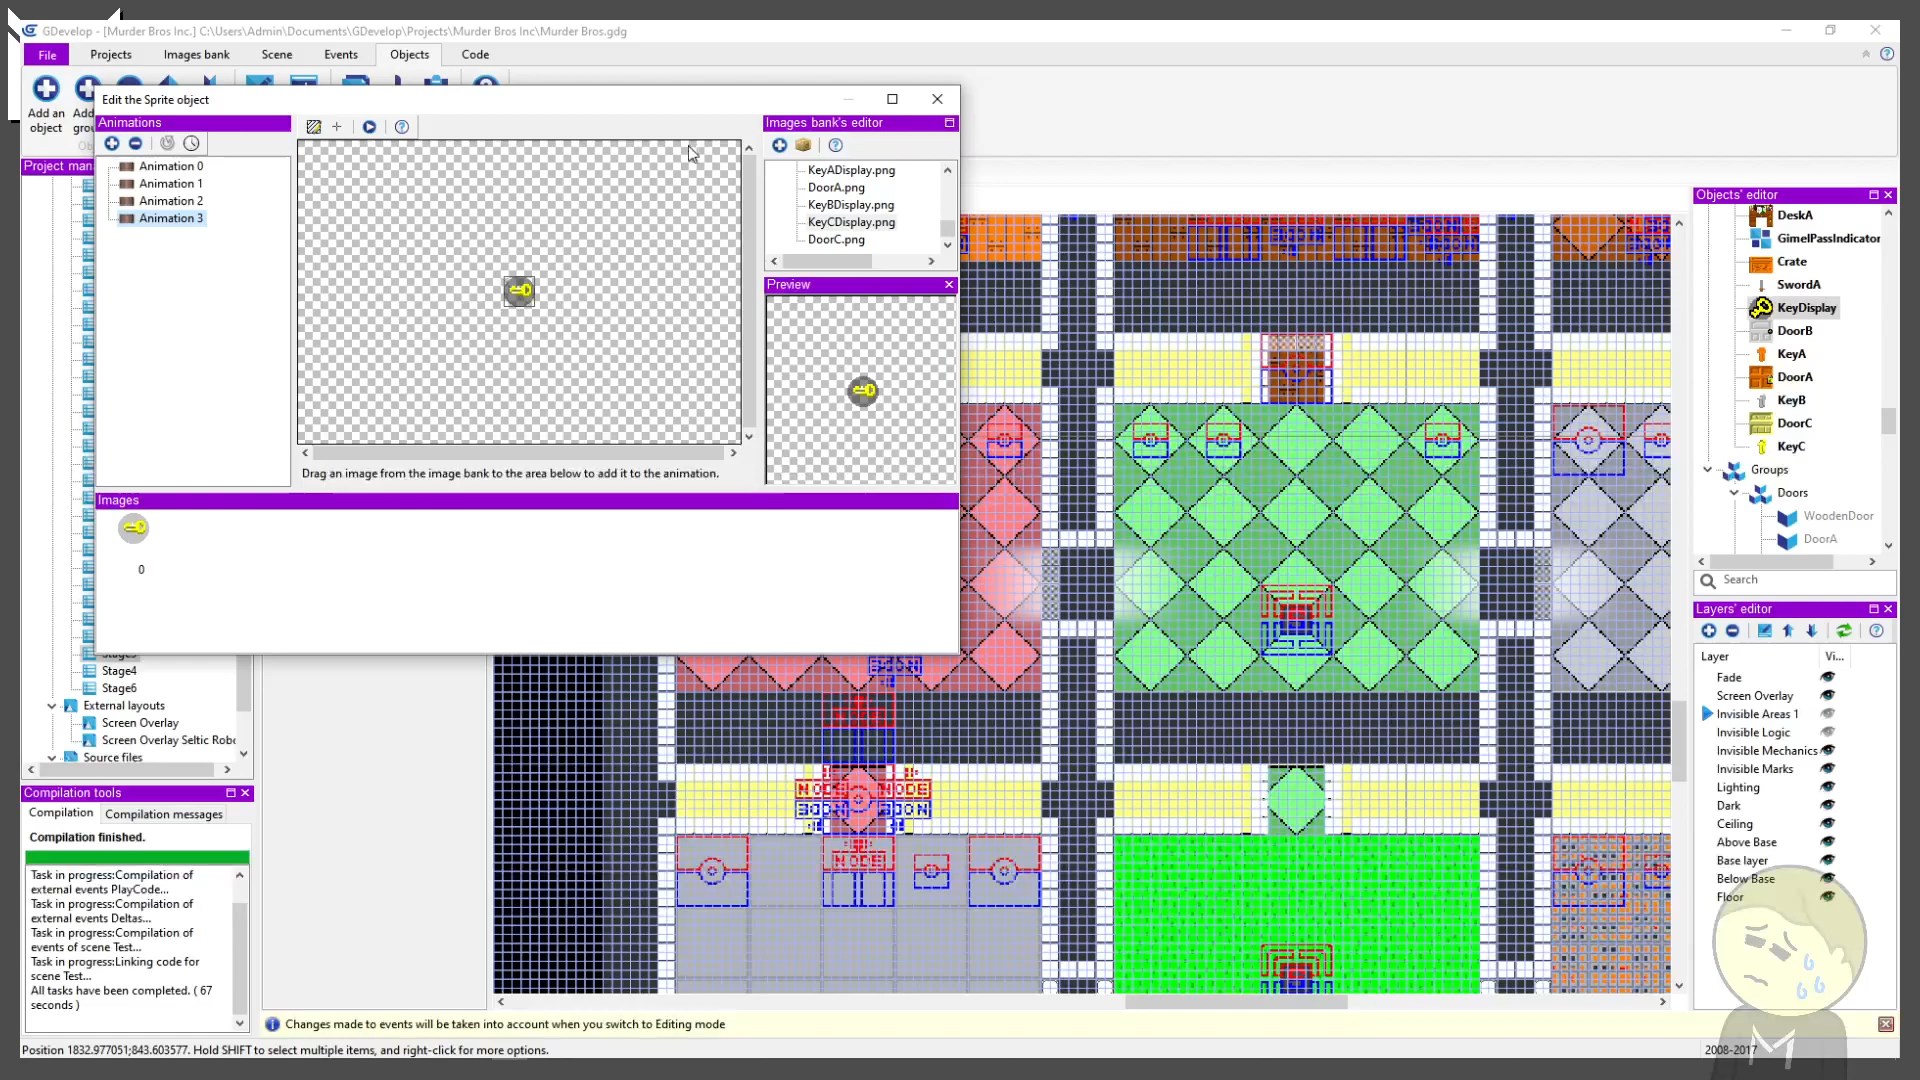 GDevelop - [Murder Bros Inc.] C:\Users\Admin\Documents\GDevelop\Projects\Murder Bros Inc\Murder Bros.gdg
File Projects Images bank Scene Events Objects Code
Add an object
Edit the Sprite object
Animations
Animation 0
Animation 1
Animation 2
Animation 3
Drag an image from the image bank to the area below to add it to the animation.
Images
0
Images bank's editor
KeyADisplay.png
DoorA.png
KeyBDisplay.png
KeyCDisplay.png
DoorC.png
Preview
Stage4
Stage6
External layouts
Screen Overlay
Screen Overlay Seltic Robo
Source files
Compilation tools
Compilation Compilation messages
Compilation finished.
Task in progress:Compilation of
external events PlayCode...
Task in progress:Compilation of
external events Deltas...
Task in progress:Compilation of
events of scene Test...
Task in progress:Linking code for
scene Test...
All tasks have been completed. ( 67
seconds )
NODE
Objects' editor
DeskA
GimelPassIndicator
Crate
SwordA
KeyDisplay
DoorB
KeyA
DoorA
KeyB
DoorC
KeyC
Groups
Doors
WoodenDoor
DoorA
Search
Layers' editor
Layer Vi...
Fade
Screen Overlay
Invisible Areas 1
Invisible Logic
Invisible Mechanics
Invisible Marks
Lighting
Dark
Ceiling
Above Base
Base layer
Below Base
Floor
Changes made to events will be taken into account when you switch to Editing mode
Position 1832.977051;843.603577. Hold SHIFT to select multiple items, and right-click for more options.
2008-2017